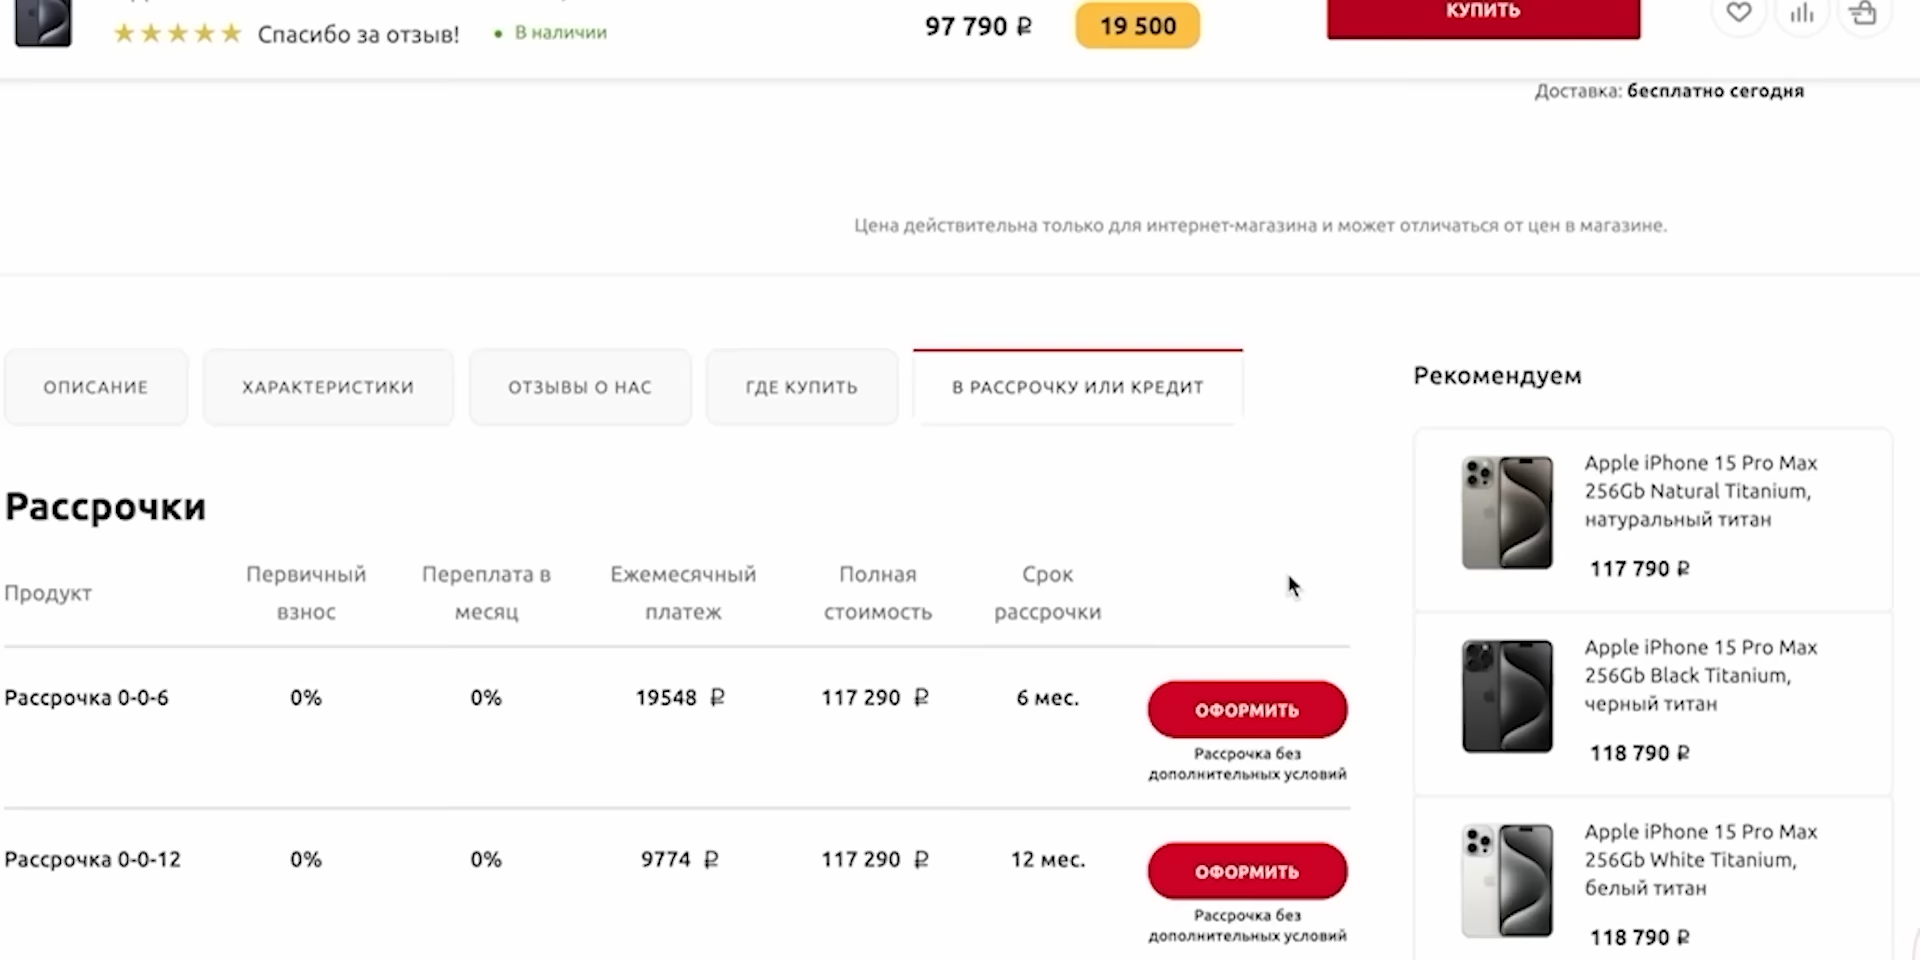 Спасибо за отзыв!
В наличии
97 790 ₽
19 500
КУПИТЬ
Доставка: бесплатно сегодня
Цена действительна только для интернет-магазина и может отличаться от цен в магазине.
ОПИСАНИЕ
ХАРАКТЕРИСТИКИ
ОТЗЫВЫ О НАС
ГДЕ КУПИТЬ
В РАССРОЧКУ ИЛИ КРЕДИТ
Рассрочки
Продукт
Первичный
взнос
Переплата в
месяц
Ежемесячный
платеж
Полная
стоимость
Срок
рассрочки
Рассрочка 0-0-6
0%
0%
19548 ₽
117 290 ₽
6 мес.
ОФОРМИТЬ
Рассрочка без
дополнительных условий
Рассрочка 0-0-12
0%
0%
9774 ₽
117 290 ₽
12 мес.
ОФОРМИТЬ
Рассрочка без
дополнительных условий
Рекомендуем
Apple iPhone 15 Pro Max
256Gb Natural Titanium,
натуральный титан
117 790 ₽
Apple iPhone 15 Pro Max
256Gb Black Titanium,
черный титан
118 790 ₽
Apple iPhone 15 Pro Max
256Gb White Titanium,
белый титан
118 790 ₽